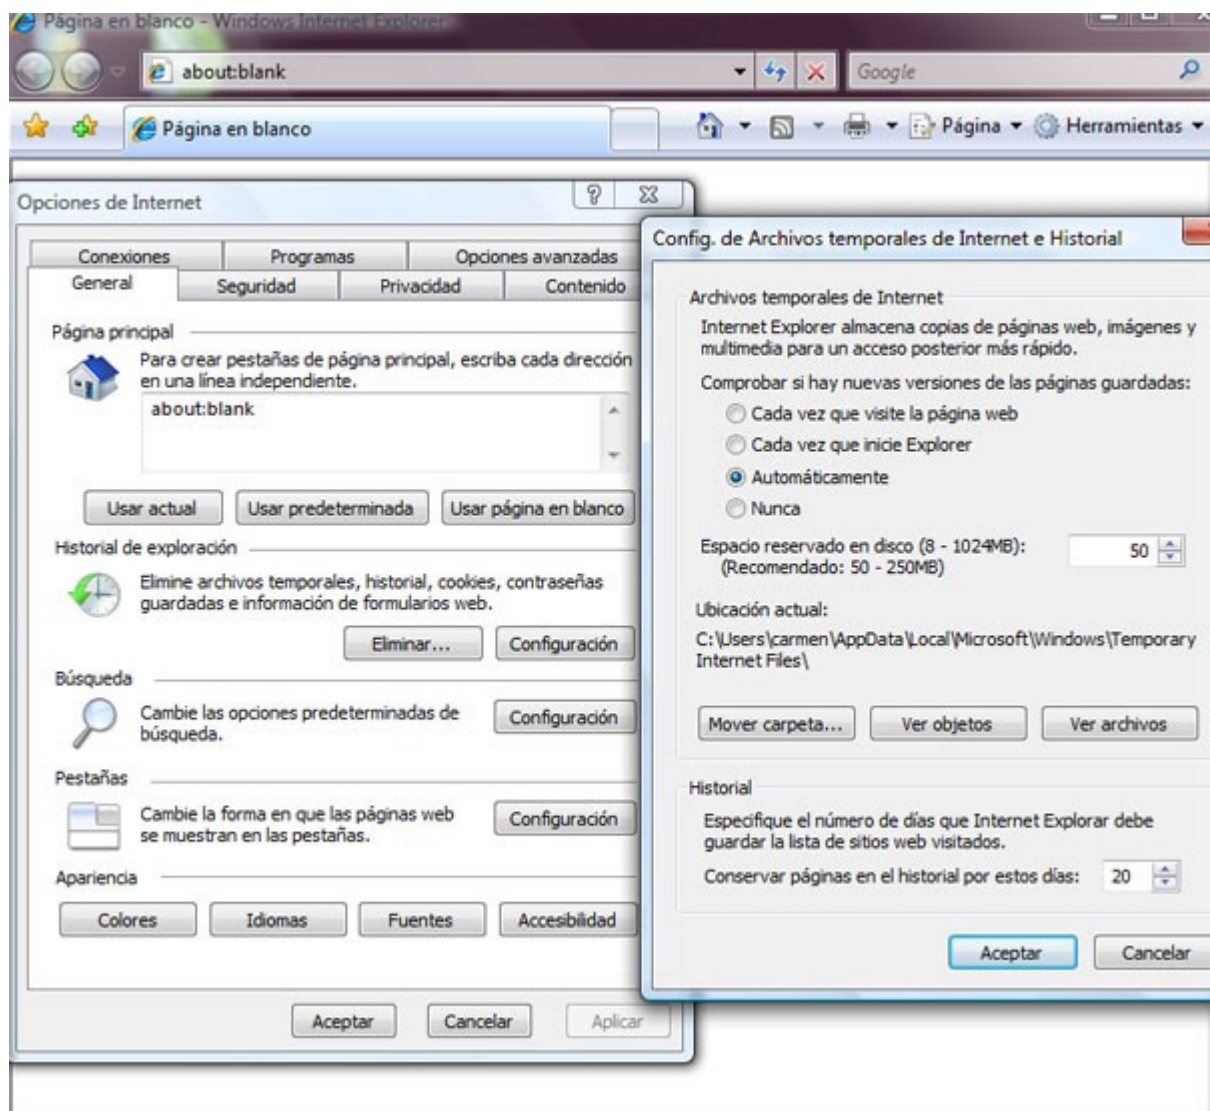 Página en blanco - Windows Internet Explorer
about:blank
Google
Página en blanco
Página
Herramientas
Opciones de Internet
Conexiones
Programas
Opciones avanzadas
General
Seguridad
Privacidad
Contenido
Página principal
Para crear pestañas de página principal, escriba cada dirección
en una línea independiente.
about:blank
Usar actual
Usar predeterminada
Usar página en blanco
Historial de exploración
Elimine archivos temporales, historial, cookies, contraseñas
guardadas e información de formularios web.
Eliminar...
Configuración
Búsqueda
Cambie las opciones predeterminadas de
búsqueda.
Configuración
Pestañas
Cambie la forma en que las páginas web
se muestran en las pestañas.
Configuración
Apariencia
Colores
Idiomas
Fuentes
Accesibilidad
Aceptar
Cancelar
Aplicar
Config. de Archivos temporales de Internet e Historial
Archivos temporales de Internet
Internet Explorer almacena copias de páginas web, imágenes y
multimedia para un acceso posterior más rápido.
Comprobar si hay nuevas versiones de las páginas guardadas:
Cada vez que visite la página web
Cada vez que inicie Explorer
Automáticamente
Nunca
Espacio reservado en disco (8 - 1024MB):
50
(Recomendado: 50 - 250MB)
Ubicación actual:
C:\Users\carmen\AppData\Local\Microsoft\Windows\Temporary
Internet Files\
Mover carpeta...
Ver objetos
Ver archivos
Historial
Especifique el número de días que Internet Explorar debe
guardar la lista de sitios web visitados.
Conservar páginas en el historial por estos días:
20
Aceptar
Cancelar